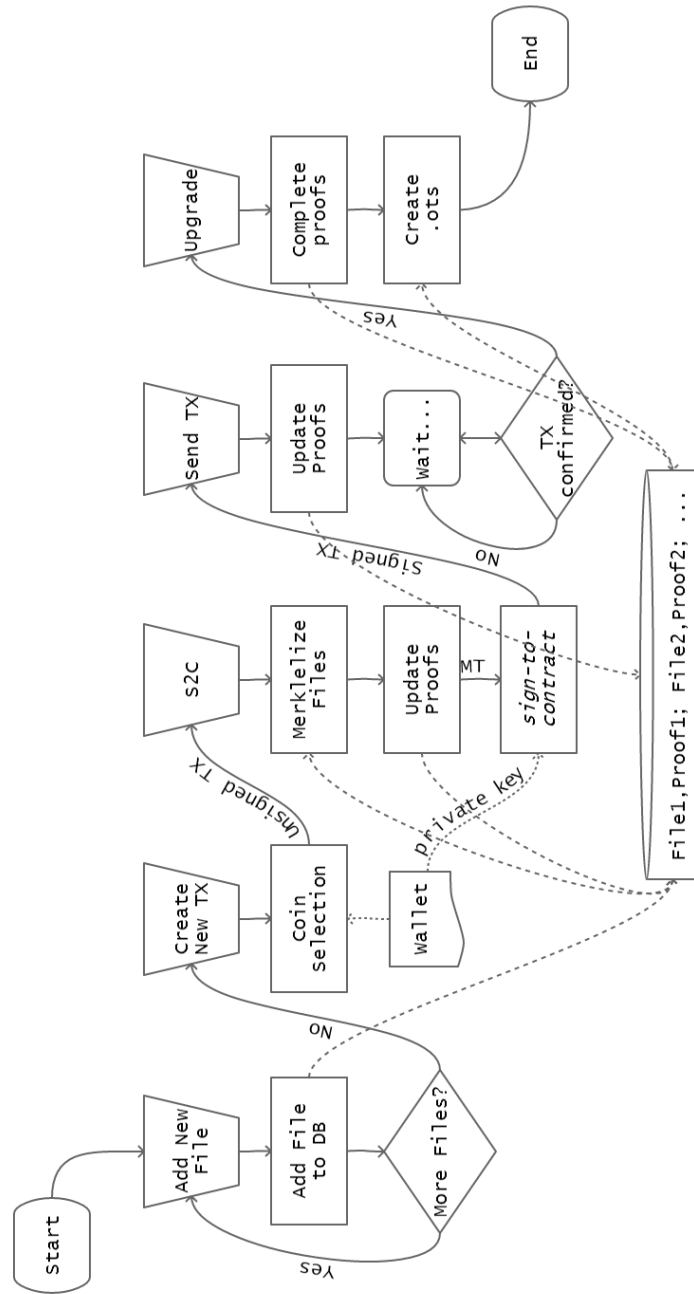 Start
Add New
File
Add File
to DB
More Files?
Yes
No
Create
New TX
Coin
Selection
Wallet
Unsigned TX
private key
S2C
Merklelize
Files
Update
Proofs
MT
sign-to-
contract
Signed TX
Send TX
Update
Proofs
Wait...
TX
confirmed?
No
Yes
Upgrade
Complete
proofs
Create
.ots
End
File1,Proof1; File2,Proof2; ...